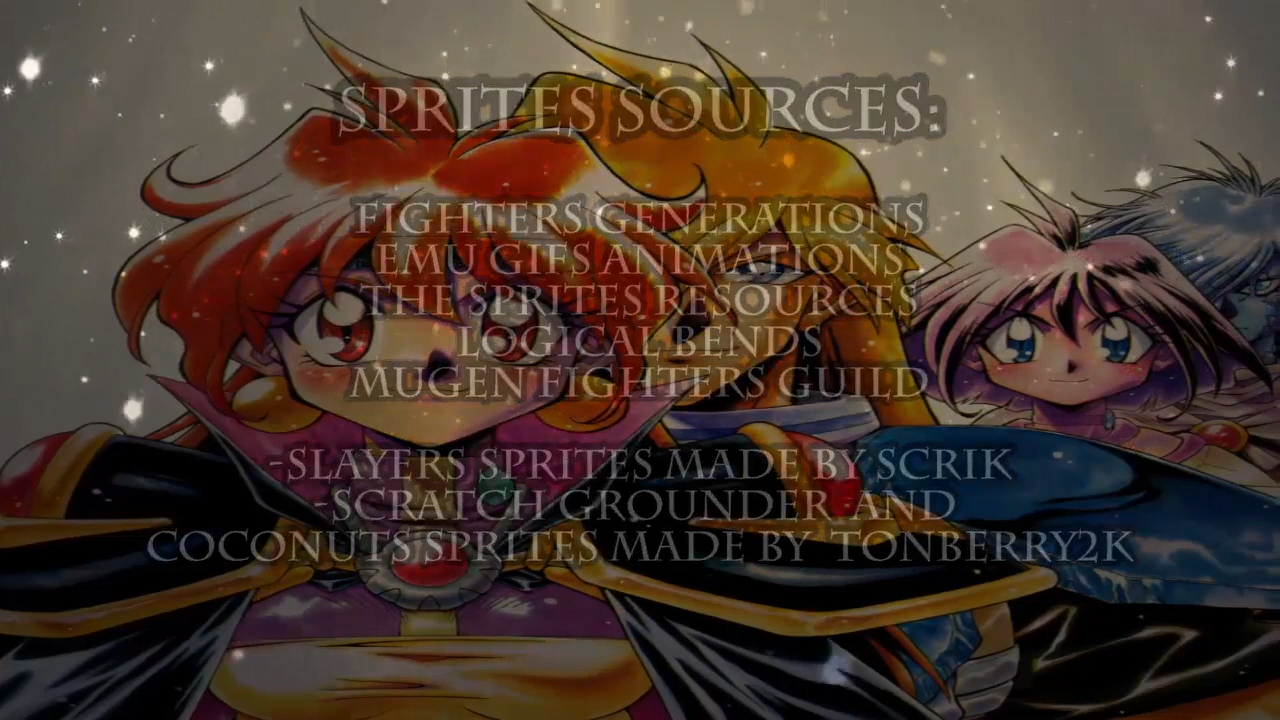 SPRITES SOURCES:
FIGHTERS GENERATIONS
EMU GIFS ANIMATIONS
THE SPRITES RESOURCES
LOGICAL BENDS
MUGEN FIGHTERS GUILD
-SLAYERS SPRITES MADE BY SCRIK
-SCRATCH GROUNDER AND
COCONUTS SPRITES MADE BY TONBERRY2K